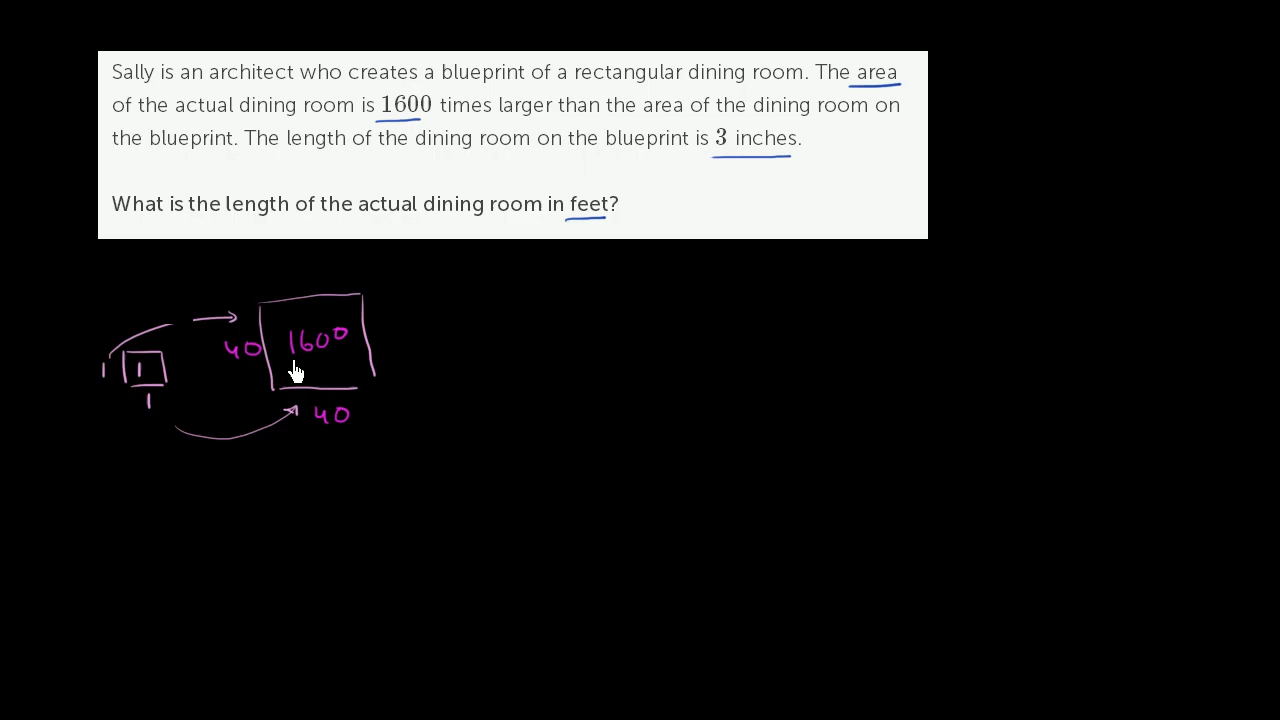 Sally is an architect who creates a blueprint of a rectangular dining room. The area
of the actual dining room is 1600 times larger than the area of the dining room on
the blueprint. The length of the dining room on the blueprint is 3 inches.
What is the length of the actual dining room in feet?
40 1600
1 1
1
40